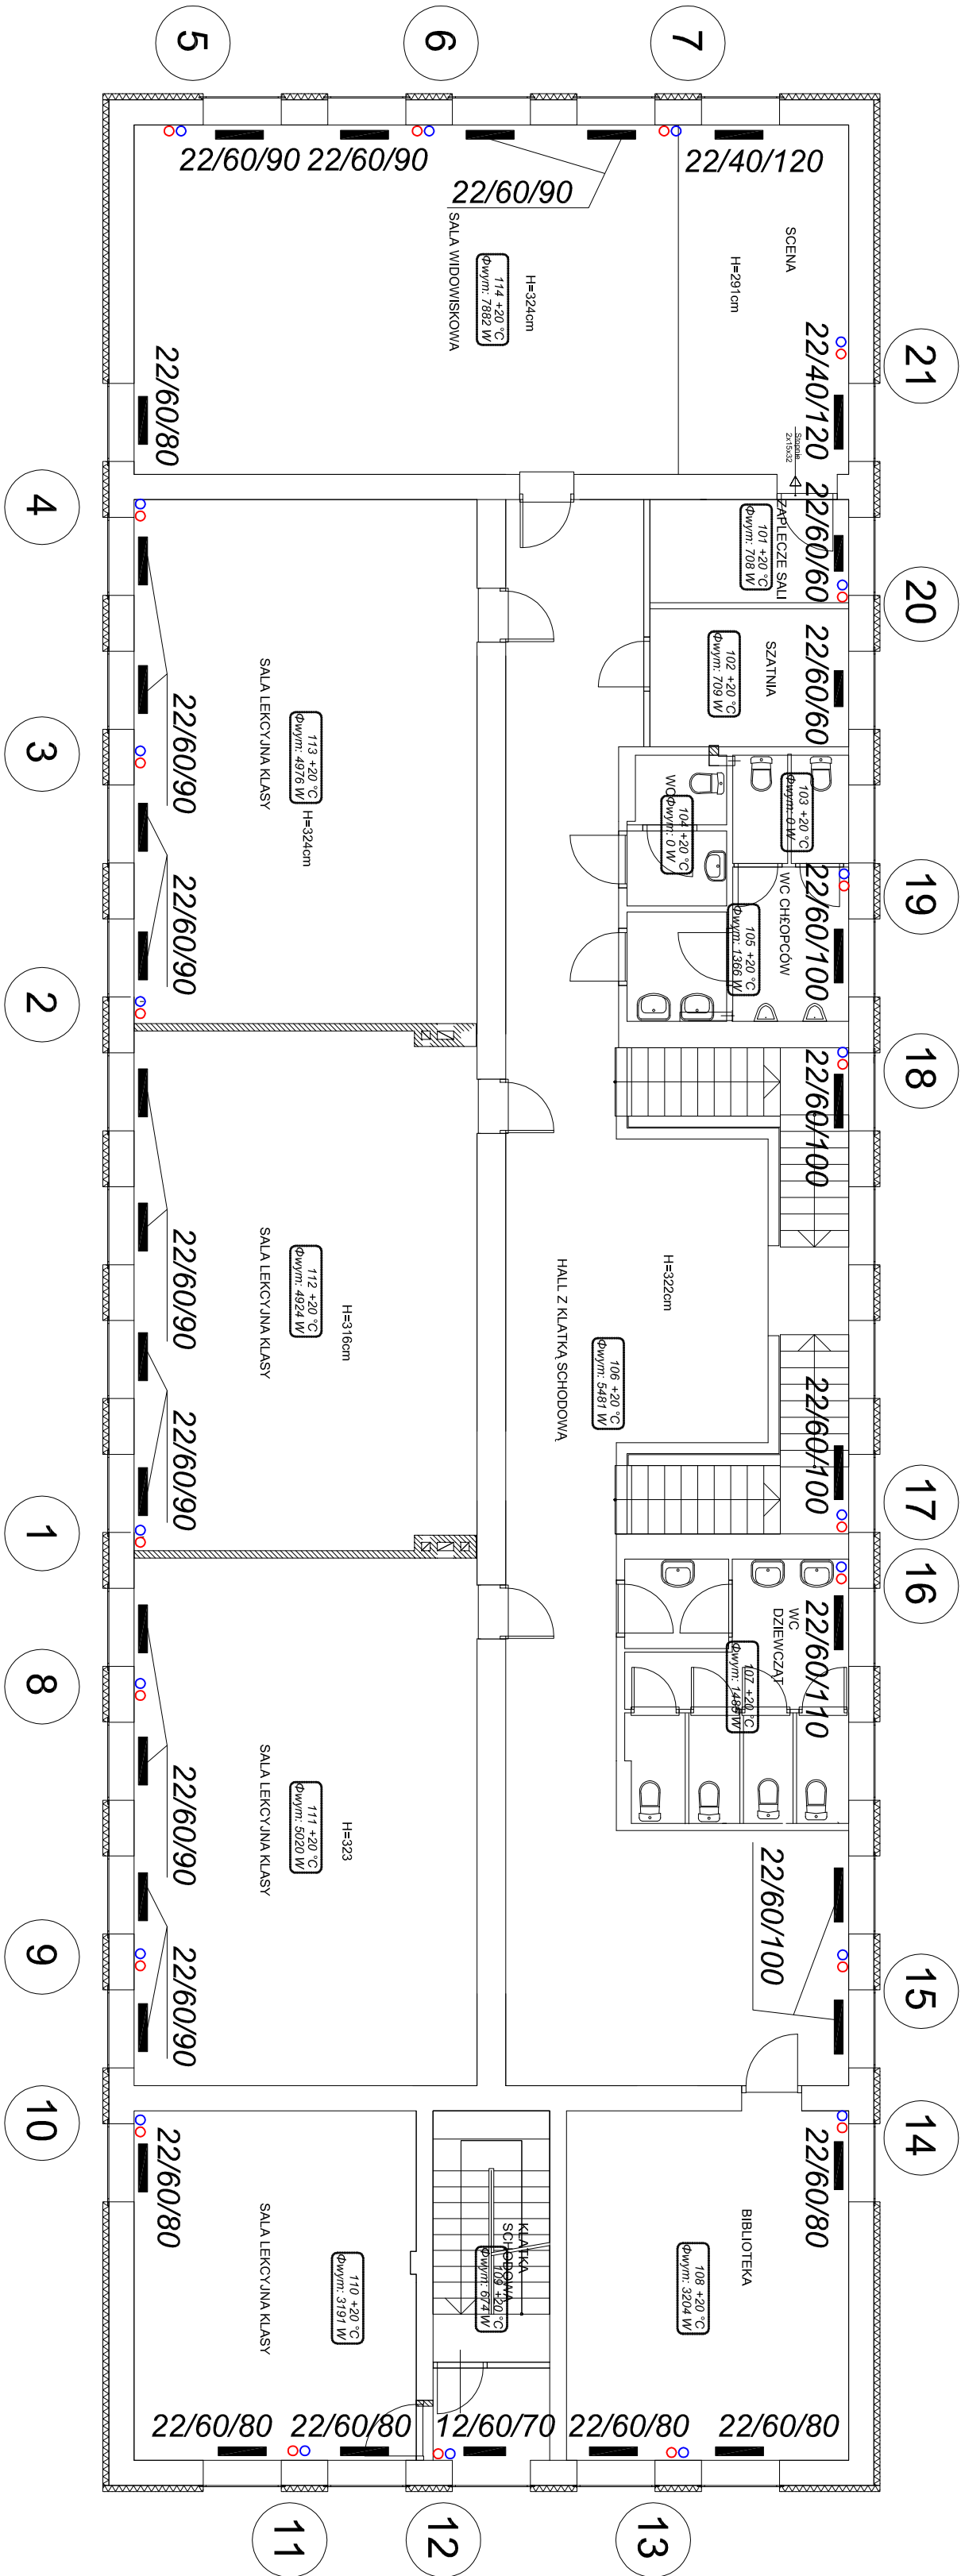 5
6
7
22/60/90
22/60/90
22/60/90
22/40/120
SALA WIDOWISKOWA
114 +20 °C
Φwym: 7882 W
H=324cm
H=291cm
SCENA
22/60/80
22/40/120
Stopnie
2x15x32
21
4
22/60/60
ZAPLECZE SALI
101 +20 °C
Φwym: 708 W
20
SZATNIA
102 +20 °C
Φwym: 709 W
22/60/60
3
22/60/90
SALA LEKCYJNA KLASY
113 +20 °C
Φwym: 4976 W
H=324cm
22/60/90
2
103 +20 °C
Φwym: 0 W
WC
104 +20 °C
Φwym: 0 W
WC CHŁOPCÓW
105 +20 °C
Φwym: 1366 W
22/60/100
19
18
22/60/100
22/60/90
SALA LEKCYJNA KLASY
112 +20 °C
Φwym: 4924 W
H=316cm
22/60/90
1
HALL Z KLATKĄ SCHODOWĄ
106 +20 °C
Φwym: 5481 W
H=322cm
22/60/100
17
16
WC
DZIEWCZĄT
107 +20 °C
Φwym: 1485 W
22/60/110
8
22/60/90
SALA LEKCYJNA KLASY
111 +20 °C
Φwym: 5020 W
H=323
22/60/90
9
22/60/100
15
10
14
22/60/80
SALA LEKCYJNA KLASY
110 +20 °C
Φwym: 3191 W
KLATKA
SCHODOWA
109 +20 °C
Φwym: 674 W
BIBLIOTEKA
108 +20 °C
Φwym: 3204 W
22/60/80
22/60/80
22/60/80
12/60/70
22/60/80
22/60/80
11
12
13